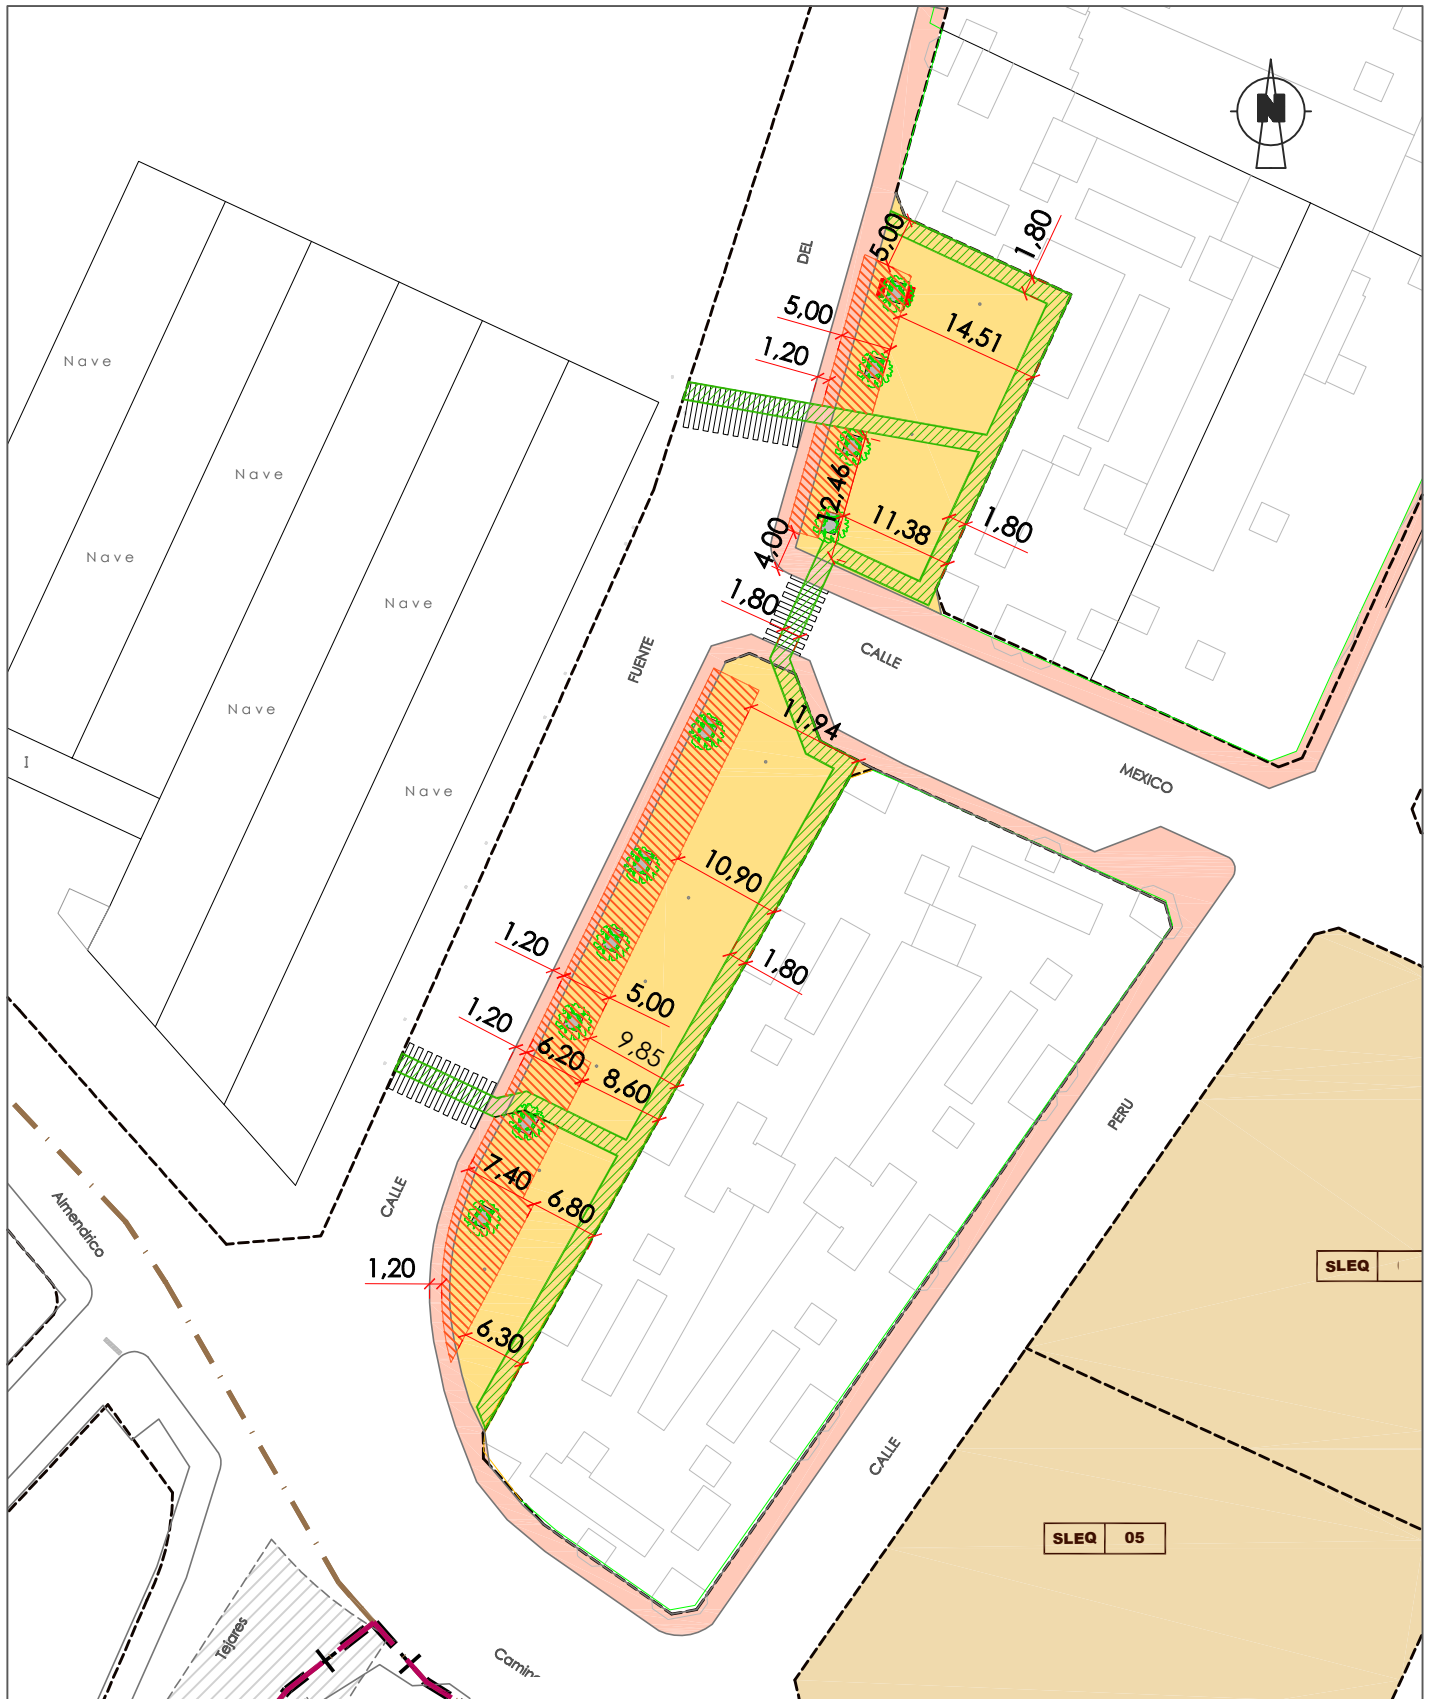 N
DEL
5,00
1,80
5,00
14,51
1,20
Nave
Nave
12,46
11,38
1,80
4,00
Nave
1,80
Nave
FUENTE
CALLE
Nave
11,94
I
MEXICO
Nave
10,90
1,20
1,80
5,00
1,20
9,85
6,20
8,60
PERU
7,40
CALLE
6,80
Almendrico
1,20
SLEQ
6,30
CALLE
SLEQ 05
Tejares
Camino